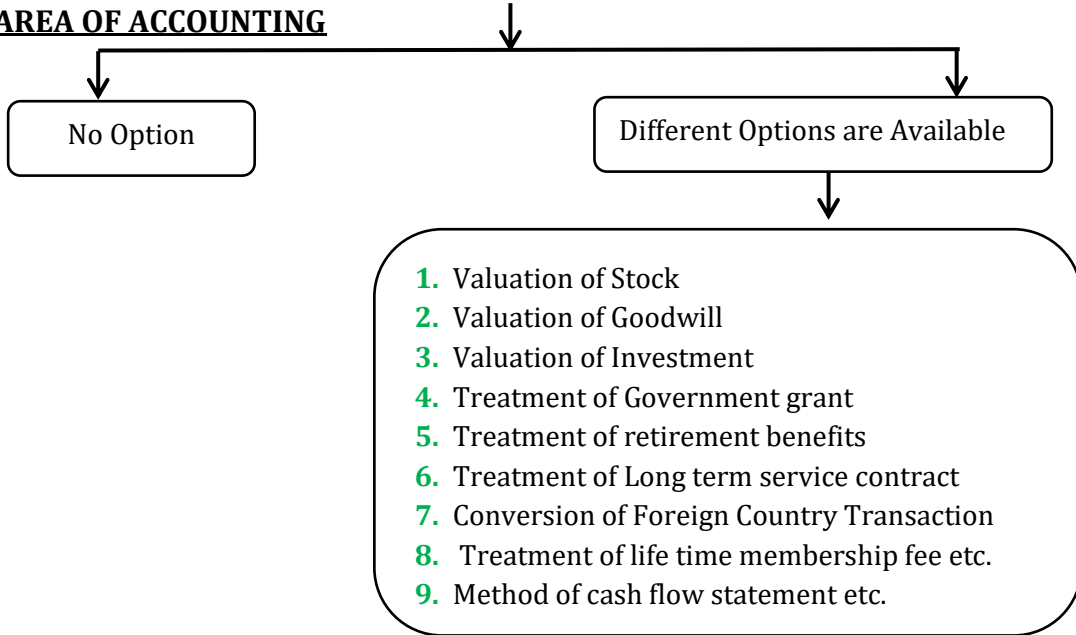 AREA OF ACCOUNTING
No Option
Different Options are Available
1. Valuation of Stock
2. Valuation of Goodwill
3. Valuation of Investment
4. Treatment of Government grant
5. Treatment of retirement benefits
6. Treatment of Long term service contract
7. Conversion of Foreign Country Transaction
8. Treatment of life time membership fee etc.
9. Method of cash flow statement etc.